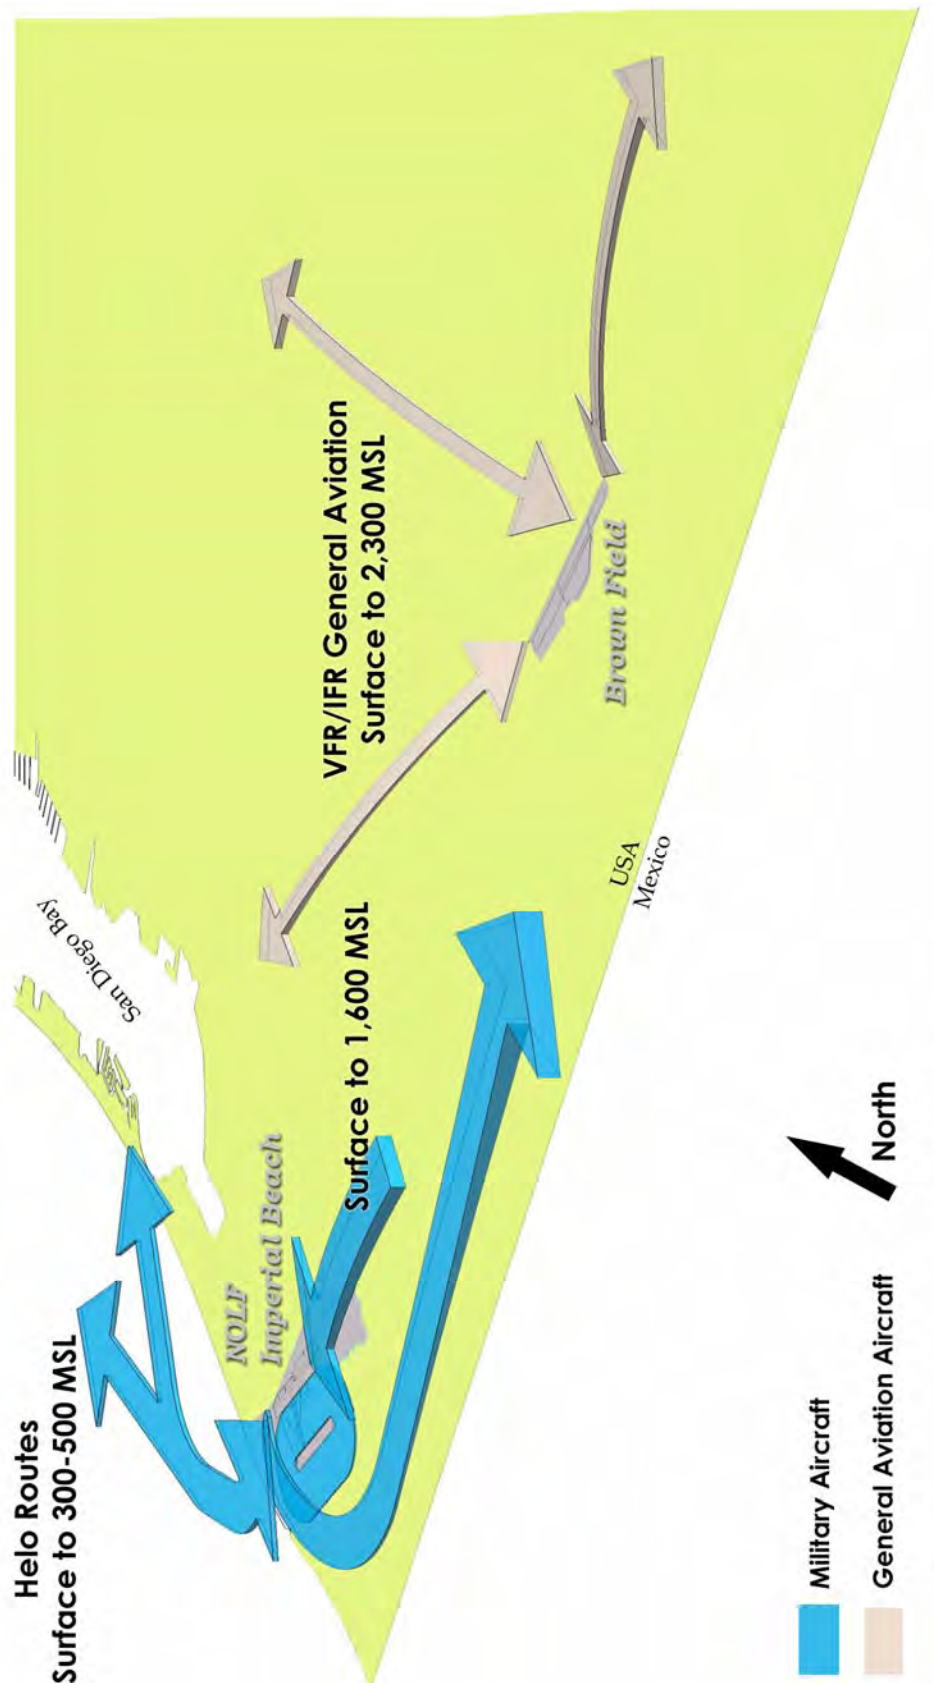 Helo Routes
Surface to 300-500 MSL
San Diego Bay
NOLF
Imperial Beach
Surface to 1,600 MSL
VFR/IFR General Aviation
Surface to 2,300 MSL
Brown Field
USA
Mexico
North
Military Aircraft
General Aviation Aircraft